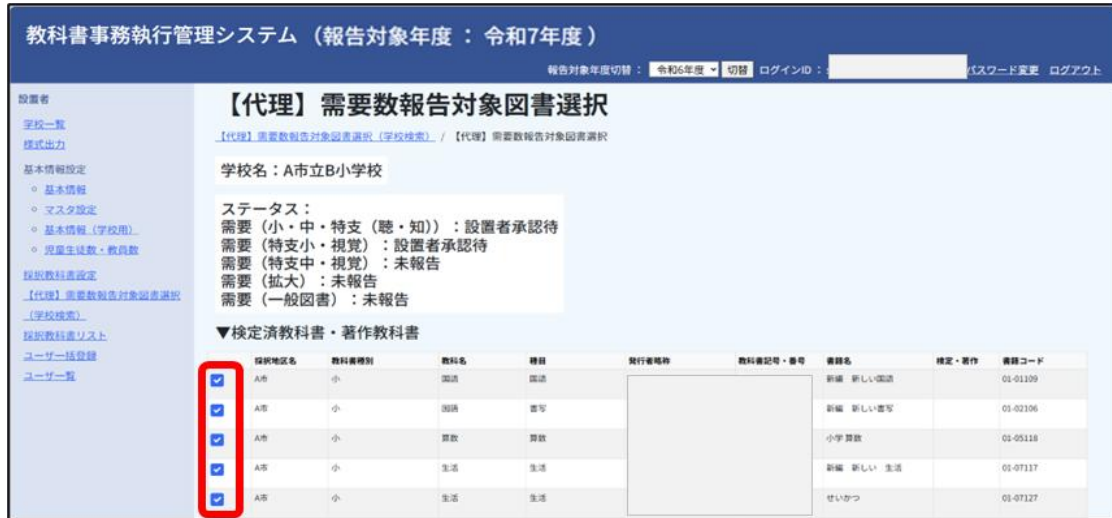 教科書事務執行管理システム （報告対象年度 ： 令和7年度 ）
報告対象年度切替 ： 令和6年度 切替 ログインID : パスワード変更 ログアウト
設置者
学校一覧
様式出力
基本情報設定
基本情報
マスタ設定
基本情報（学校用）
児童生徒数・教員数
採択教科書設定
【代理】需要数報告対象図書選択
（学校検索）
採択教科書リスト
ユーザ一括登録
ユーザ一覧
【代理】需要数報告対象図書選択
【代理】需要数報告対象図書選択（学校検索） / 【代理】需要数報告対象図書選択
学校名：A市立B小学校
ステータス：
需要（小・中・特支（聴・知））：設置者承認待
需要（特支小・視覚）：設置者承認待
需要（特支中・視覚）：未報告
需要（拡大）：未報告
需要（一般図書）：未報告
▼検定済教科書・著作教科書
採択地区名 教科書種別 教科名 種目 発行者略称 教科書記号・番号 書籍名 検定・著作 書籍コード
A市 小 国語 国語 新編 新しい国語 01-01109
A市 小 国語 書写 新編 新しい書写 01-02106
A市 小 算数 算数 小学 算数 01-05118
A市 小 生活 生活 新編 新しい 生活 01-07117
A市 小 生活 生活 せいかつ 01-07127